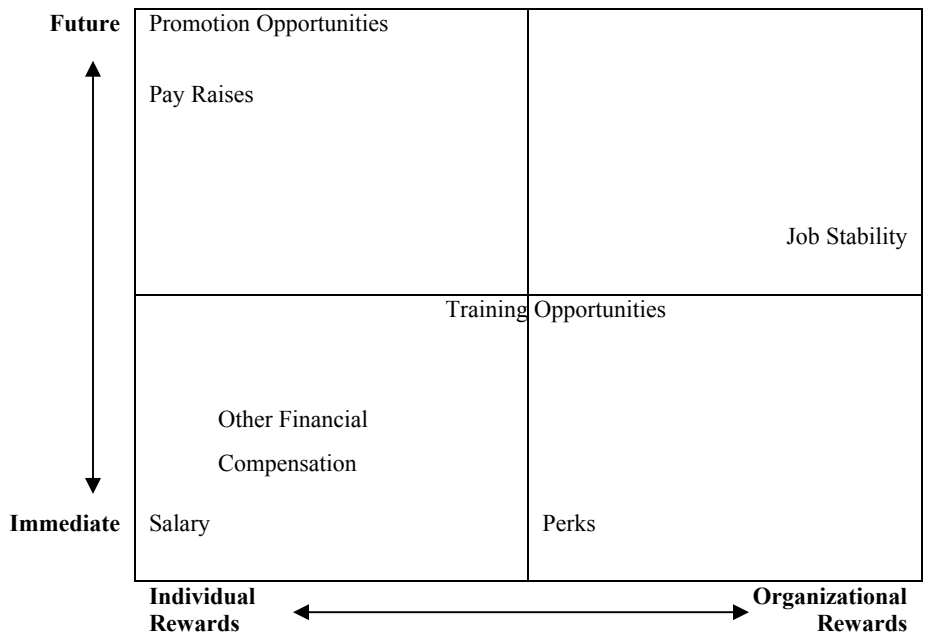 Future
Promotion Opportunities
Pay Raises
Job Stability
Training Opportunities
Other Financial
Compensation
Immediate
Salary
Perks
Individual
Rewards
Organizational
Rewards